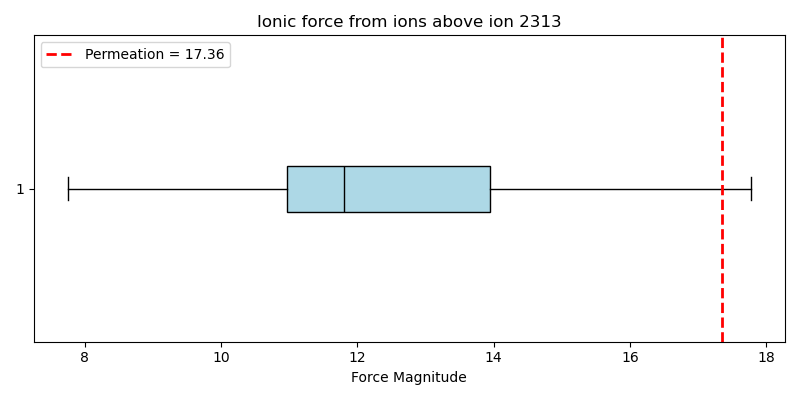 Ionic force from ions above ion 2313
Permeation = 17.36
1
8 10 12 14 16 18
Force Magnitude